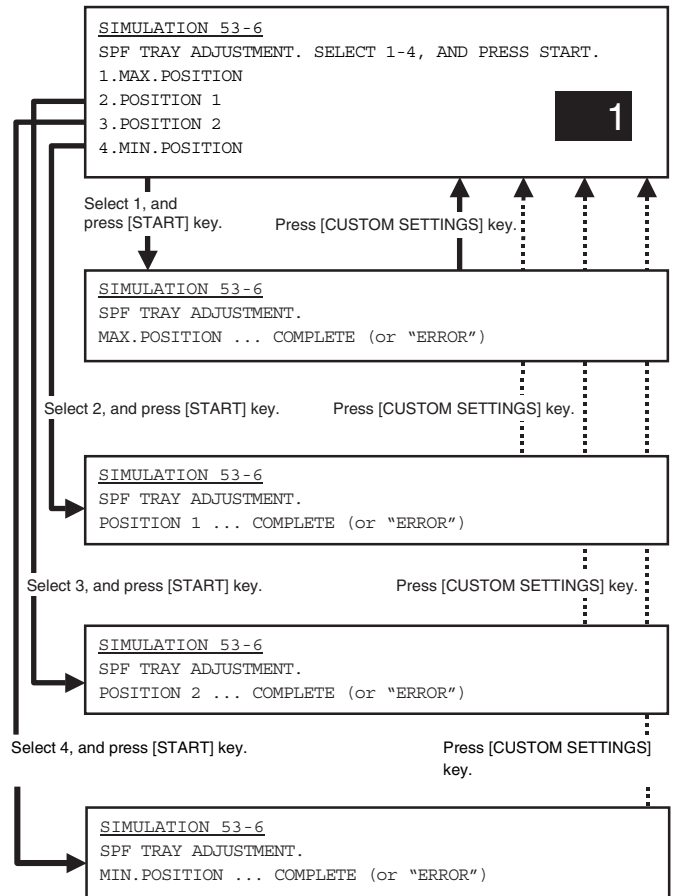 SIMULATION 53-6
SPF TRAY ADJUSTMENT. SELECT 1-4, AND PRESS START.
1.MAX.POSITION
2.POSITION 1
3.POSITION 2
4.MIN.POSITION
1
Select 1, and
press [START] key.
Press [CUSTOM SETTINGS] key.
SIMULATION 53-6
SPF TRAY ADJUSTMENT.
MAX.POSITION ... COMPLETE (or “ERROR”)
Select 2, and press [START] key.
Press [CUSTOM SETTINGS] key.
SIMULATION 53-6
SPF TRAY ADJUSTMENT.
POSITION 1 ... COMPLETE (or “ERROR”)
Select 3, and press [START] key.
Press [CUSTOM SETTINGS] key.
SIMULATION 53-6
SPF TRAY ADJUSTMENT.
POSITION 2 ... COMPLETE (or “ERROR”)
Select 4, and press [START] key.
Press [CUSTOM SETTINGS]
key.
SIMULATION 53-6
SPF TRAY ADJUSTMENT.
MIN.POSITION ... COMPLETE (or “ERROR”)